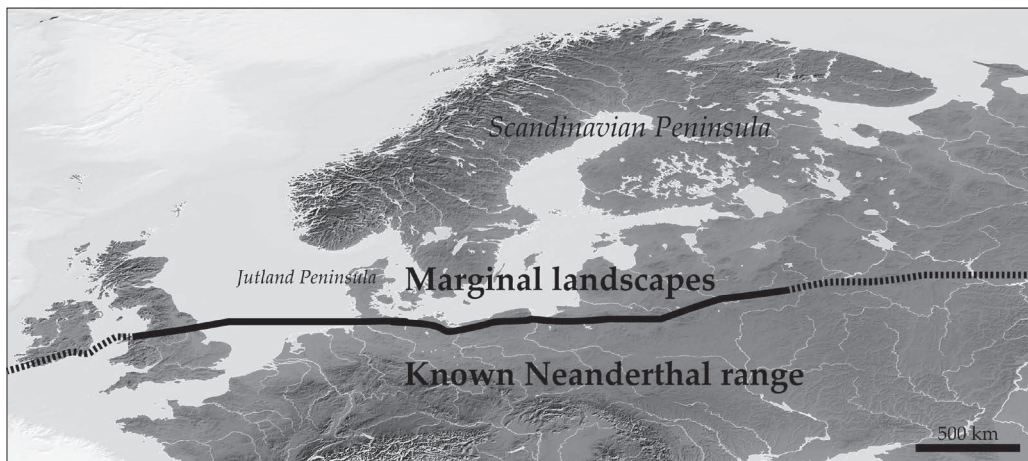 Scandinavian Peninsula
Jutland Peninsula
Marginal landscapes
Known Neanderthal range
500 km